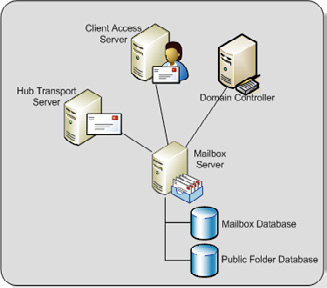 Client Access
Server
Hub Transport
Server
Domain Controller
Mailbox
Server
Mailbox Database
Public Folder Database